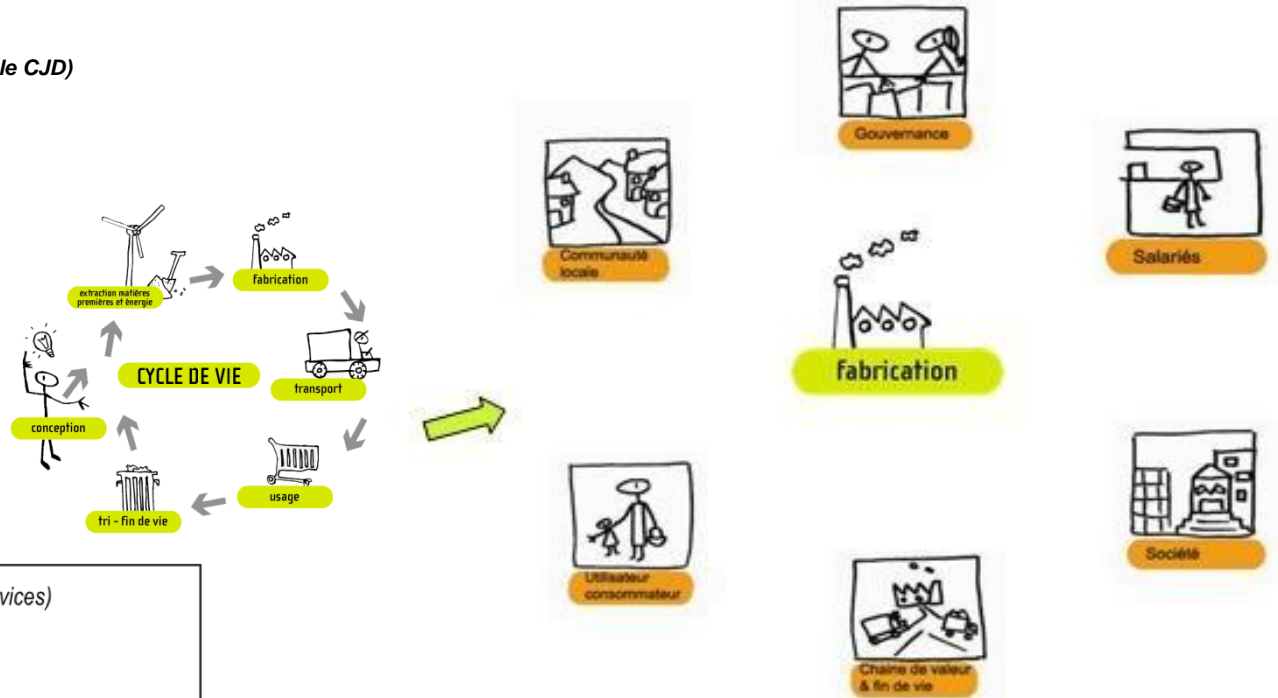 le CJD)
extraction matières
premières et énergie
fabrication
CYCLE DE VIE
transport
conception
usage
tri - fin de vie
vices)
Gouvernance
Communauté
locale
Salariés
fabrication
Utilisateur
consommateur
Société
Chaine de valeur
& fin de vie